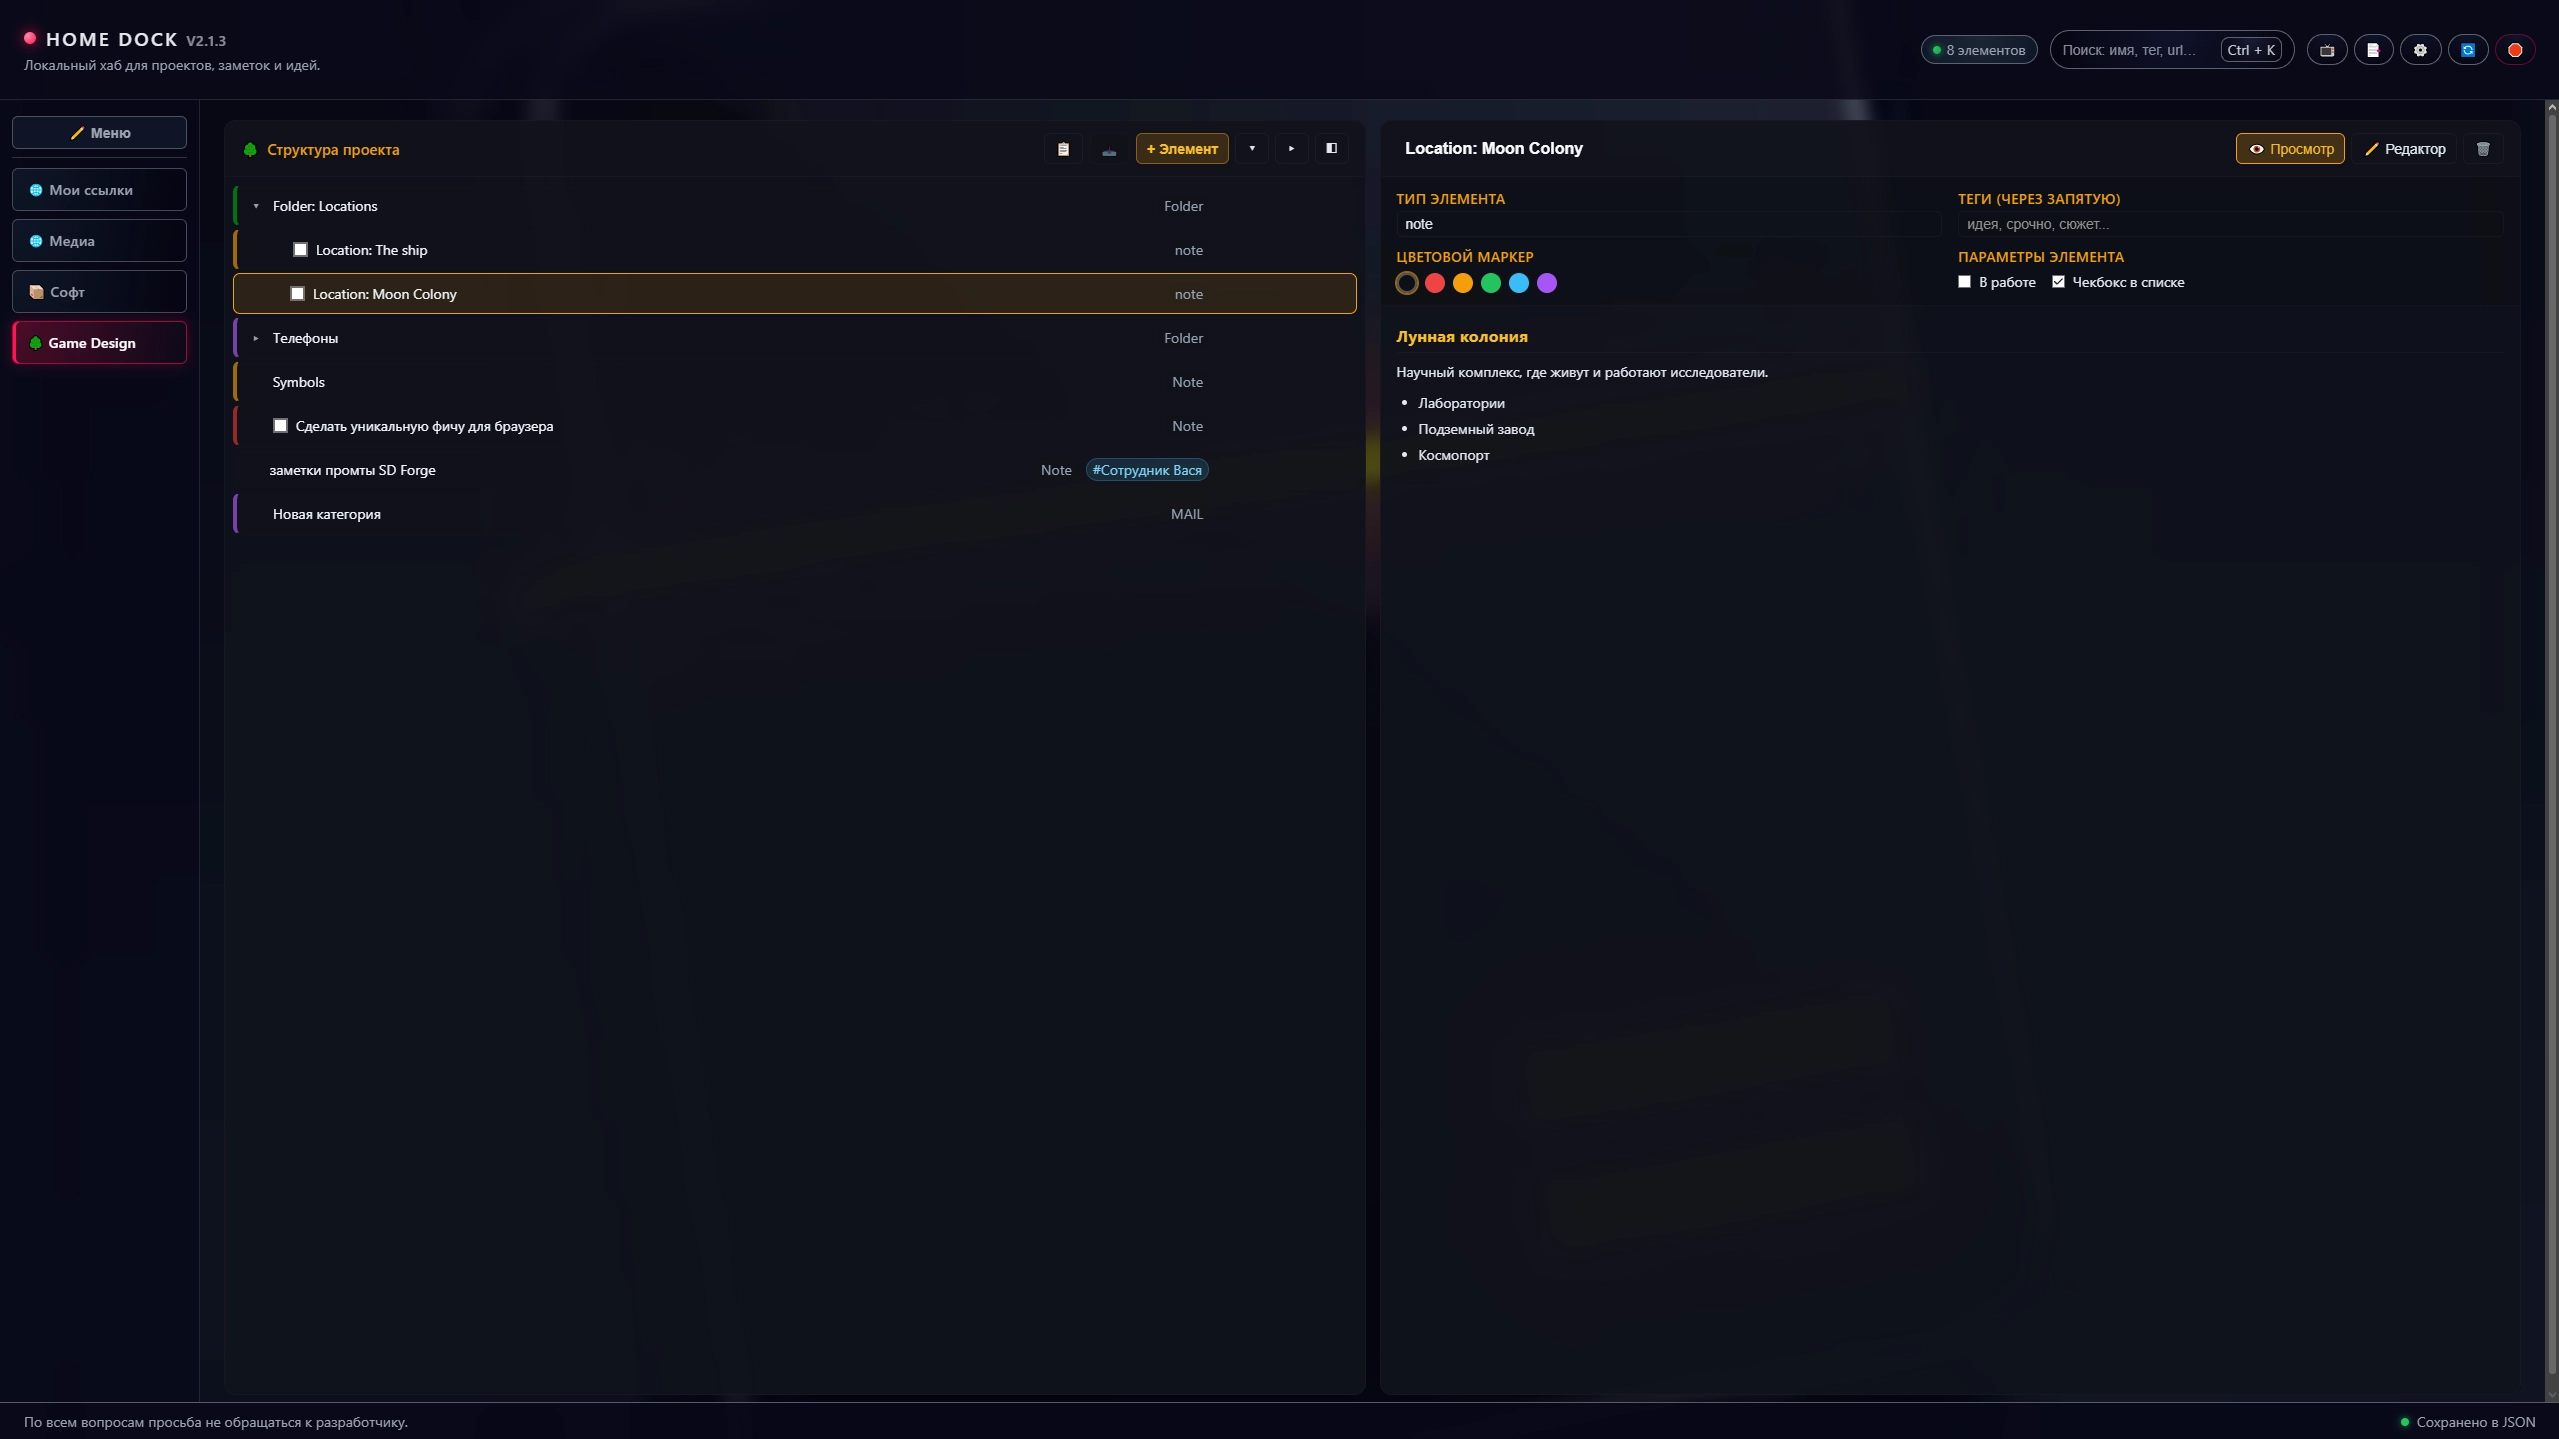 HOME DOCK V2.1.3
Локальный хаб для проектов, заметок и идей.
8 элементов
Поиск: имя, тег, url...
Ctrl + K
Меню
Мои ссылки
Медиа
Софт
Game Design
Структура проекта
+ Элемент
Folder: Locations Folder
Location: The ship note
Location: Moon Colony note
Телефоны Folder
Symbols Note
Сделать уникальную фичу для браузера Note
заметки промты SD Forge Note #Сотрудник Вася
Новая категория MAIL
Location: Moon Colony
Просмотр
Редактор
ТИП ЭЛЕМЕНТА
note
ТЕГИ (ЧЕРЕЗ ЗАПЯТУЮ)
идея, срочно, сюжет...
ЦВЕТОВОЙ МАРКЕР
ПАРАМЕТРЫ ЭЛЕМЕНТА
В работе Чекбокс в списке
Лунная колония
Научный комплекс, где живут и работают исследователи.
Лаборатории
Подземный завод
Космопорт
По всем вопросам просьба не обращаться к разработчику.
Сохранено в JSON